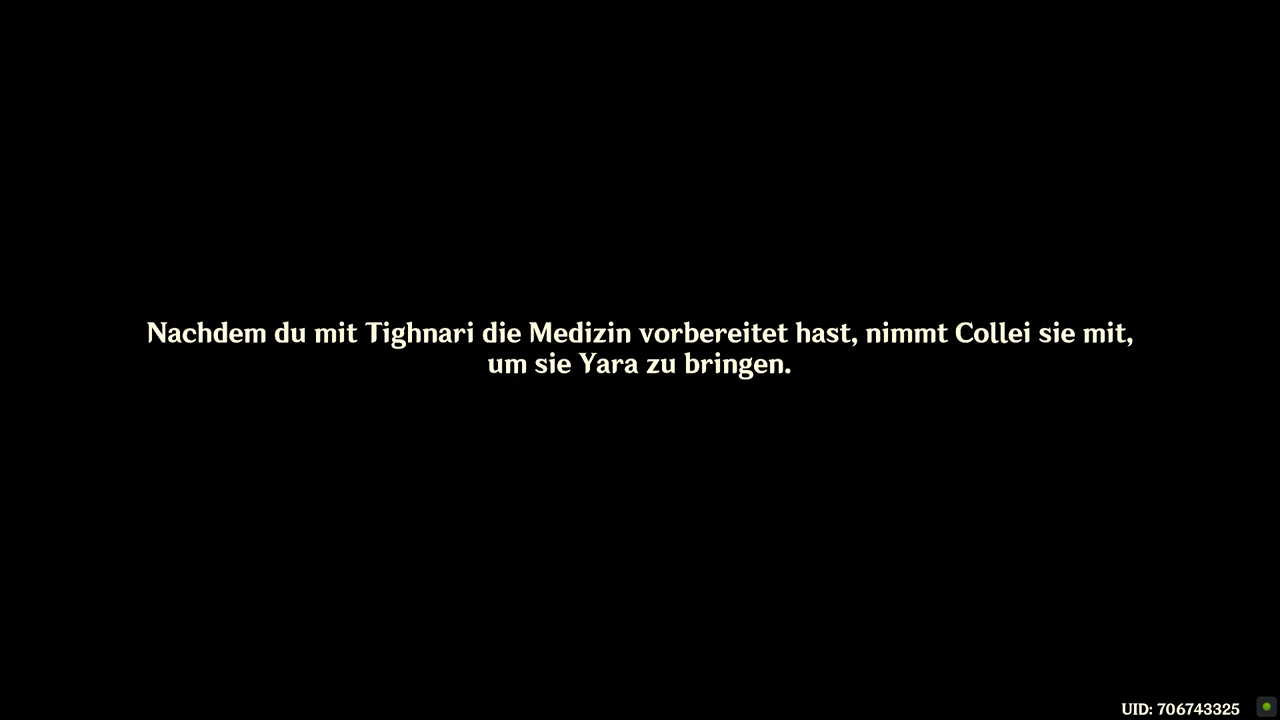 Nachdem du mit Tighnari die Medizin vorbereitet hast, nimmt Collei sie mit,
um sie Yara zu bringen.
UID: 706743325